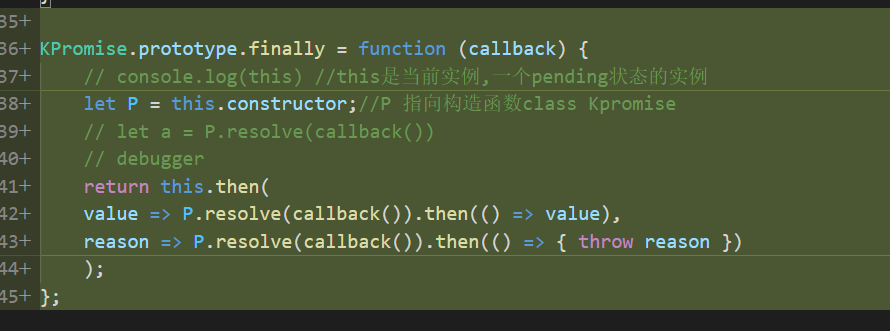 35+
36+ KPromise.prototype.finally = function (callback) {
37+ // console.log(this) //this是当前实例,一个pending状态的实例
38+ let P = this.constructor;//P 指向构造函数class Kpromise
39+ // let a = P.resolve(callback())
40+ // debugger
41+ return this.then(
42+ value => P.resolve(callback()).then(() => value),
43+ reason => P.resolve(callback()).then(() => { throw reason })
44+ );
45+ };